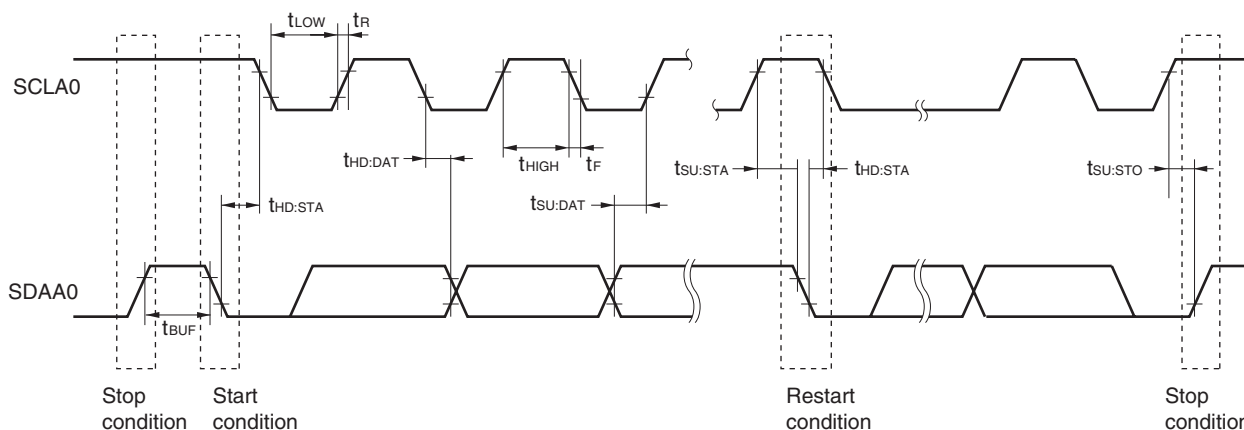 tLOW
tR
SCLA0
tHD:DAT
tHIGH
tF
tSU:STA
tHD:STA
tSU:STO
tHD:STA
tSU:DAT
SDAA0
tBUF
Stop
condition
Start
condition
Restart
condition
Stop
condition